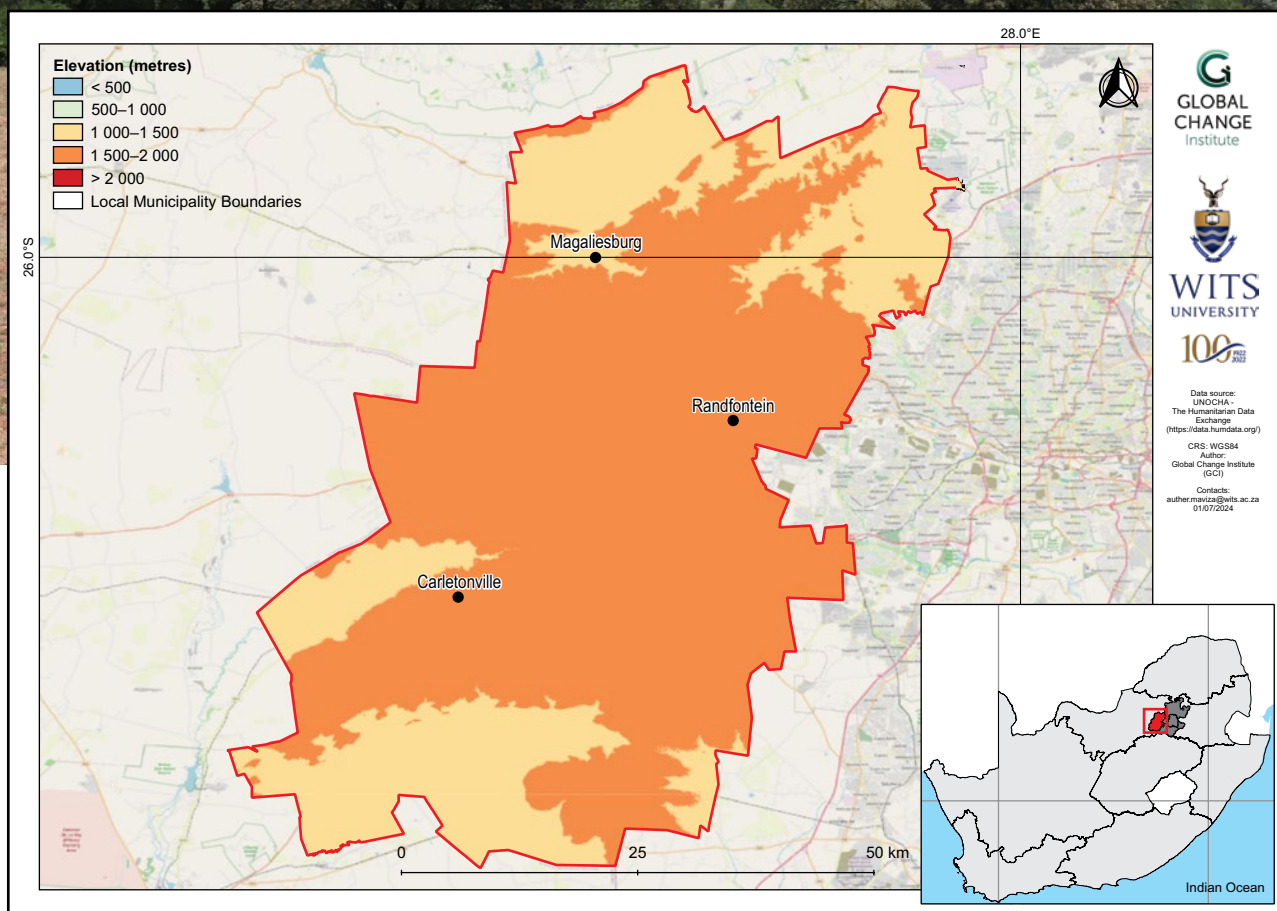 28.0°E
26.0°S
Elevation (metres)
< 500
500–1 000
1 000–1 500
1 500–2 000
> 2 000
Local Municipality Boundaries
Magaliesburg
Randfontein
Carletonville
0 25 50 km
Indian Ocean
GLOBAL
CHANGE
Institute
WITS
UNIVERSITY
100 1922
2022
Data source:
UNOCHA -
The Humanitarian Data
Exchange
(https://data.humdata.org/)
CRS: WGS84
Author:
Global Change Institute
(GCI)
Contacts:
auther.maviza@wits.ac.za
01/07/2024